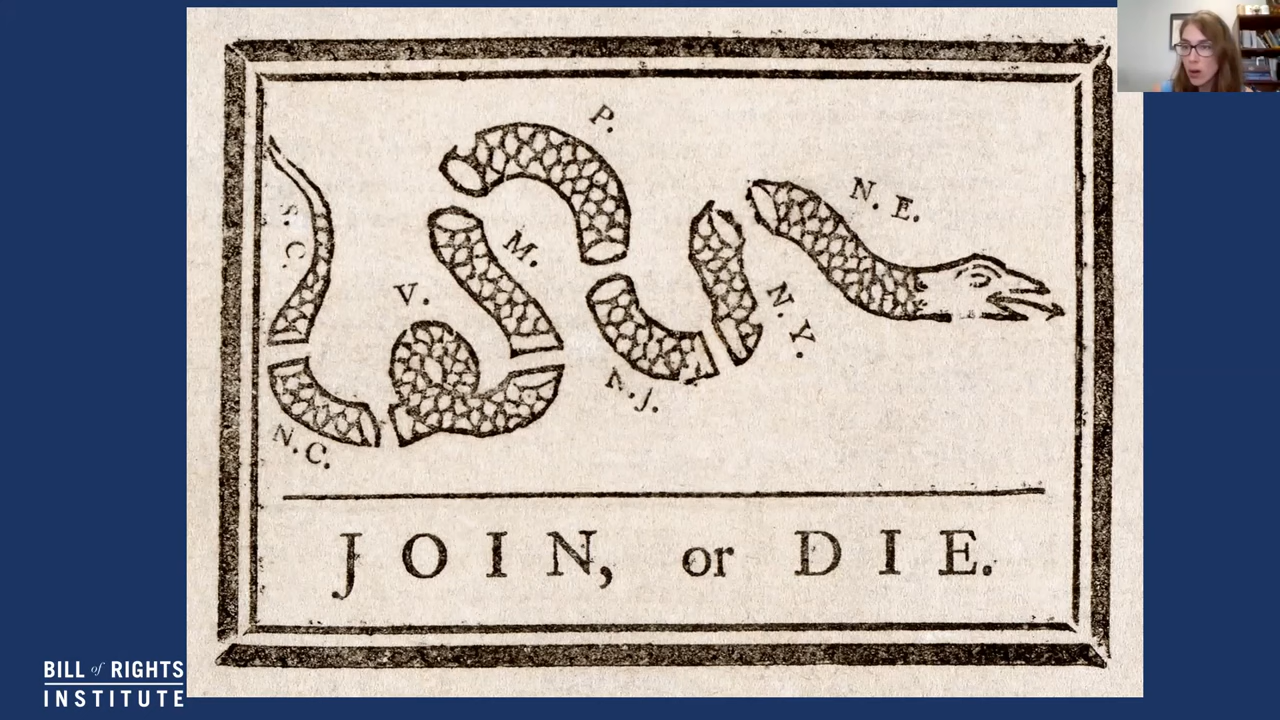 P.
N. E.
S. C.
M.
V.
N. Y.
N. J.
N. C.
JOIN, or DIE.
BILL of RIGHTS
INSTITUTE